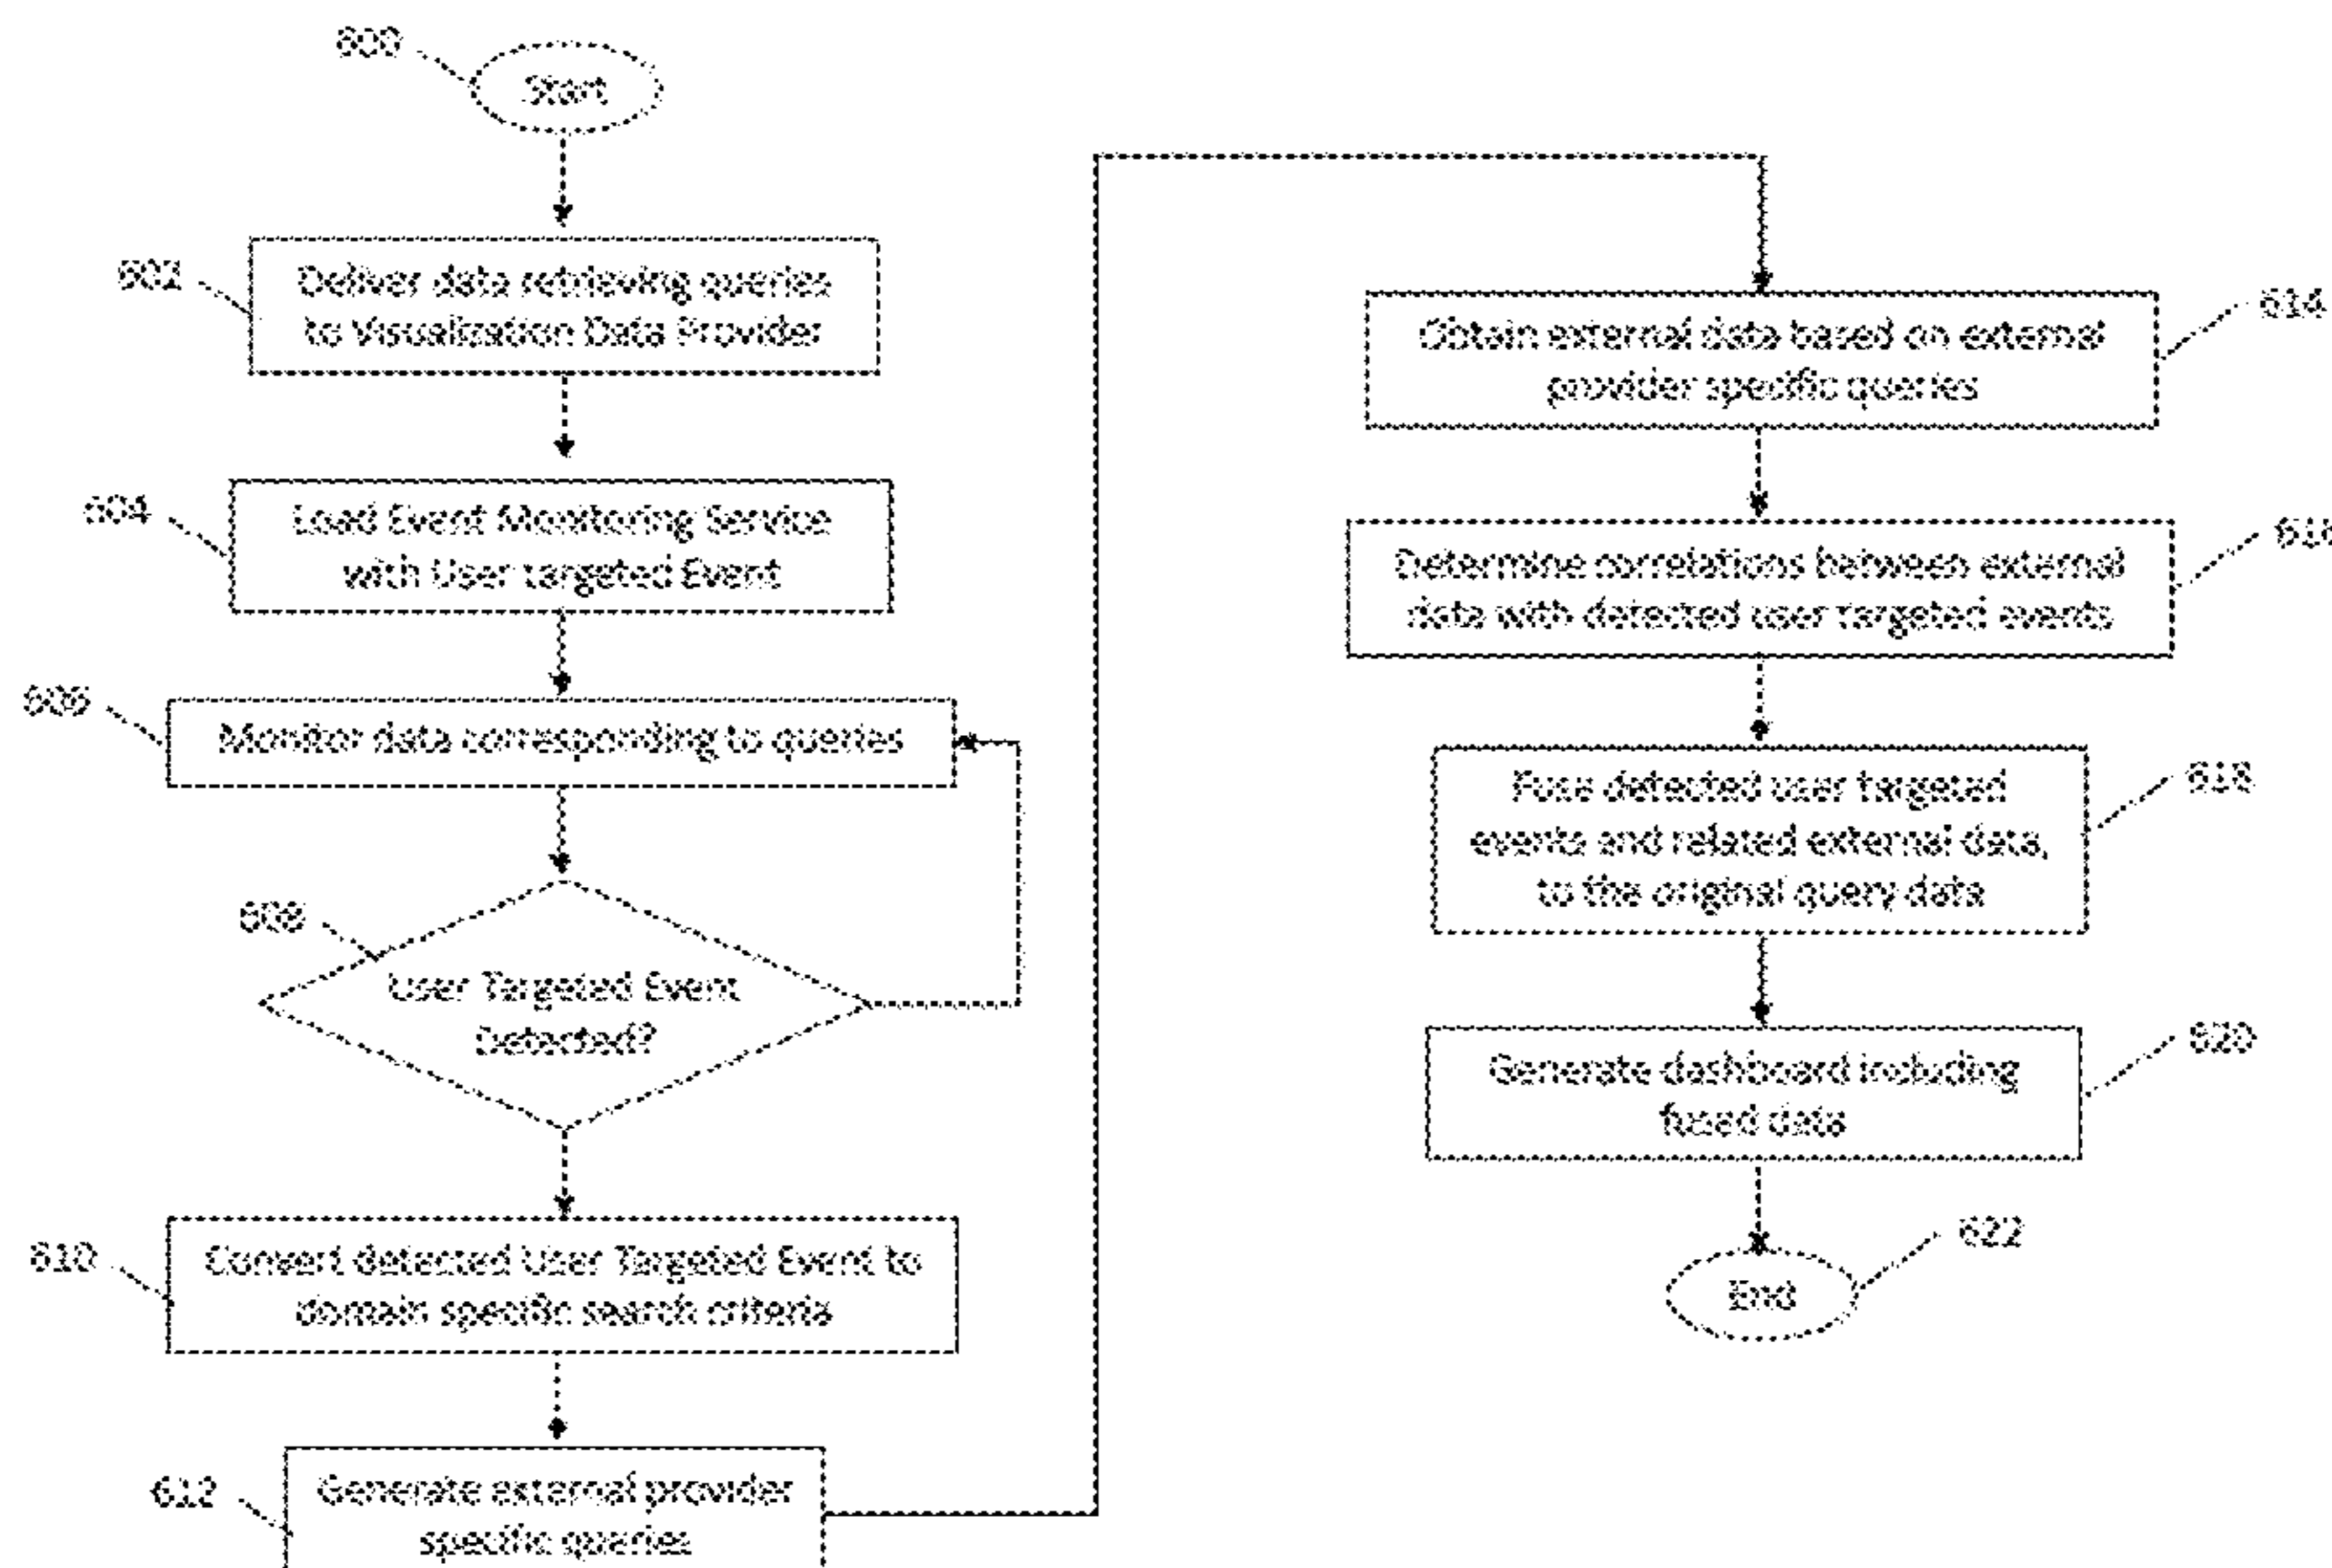 600
Start
602
Deliver data retrieving queries
to Visualization Data Provider
604
Load Event Monitoring Service
with User targeted Event
606
Monitor data corresponding to queries
608
User Targeted Event
Detected?
610
Convert detected User Targeted Event to
domain specific search criteria
612
Generate external provider
specific queries
614
Obtain external data based on external
provider specific queries
616
Determine correlations between external
data with detected user targeted events
618
Fuse detected user targeted
events and related external data,
to the original query data
620
Generate dashboard including
fused data
622
End